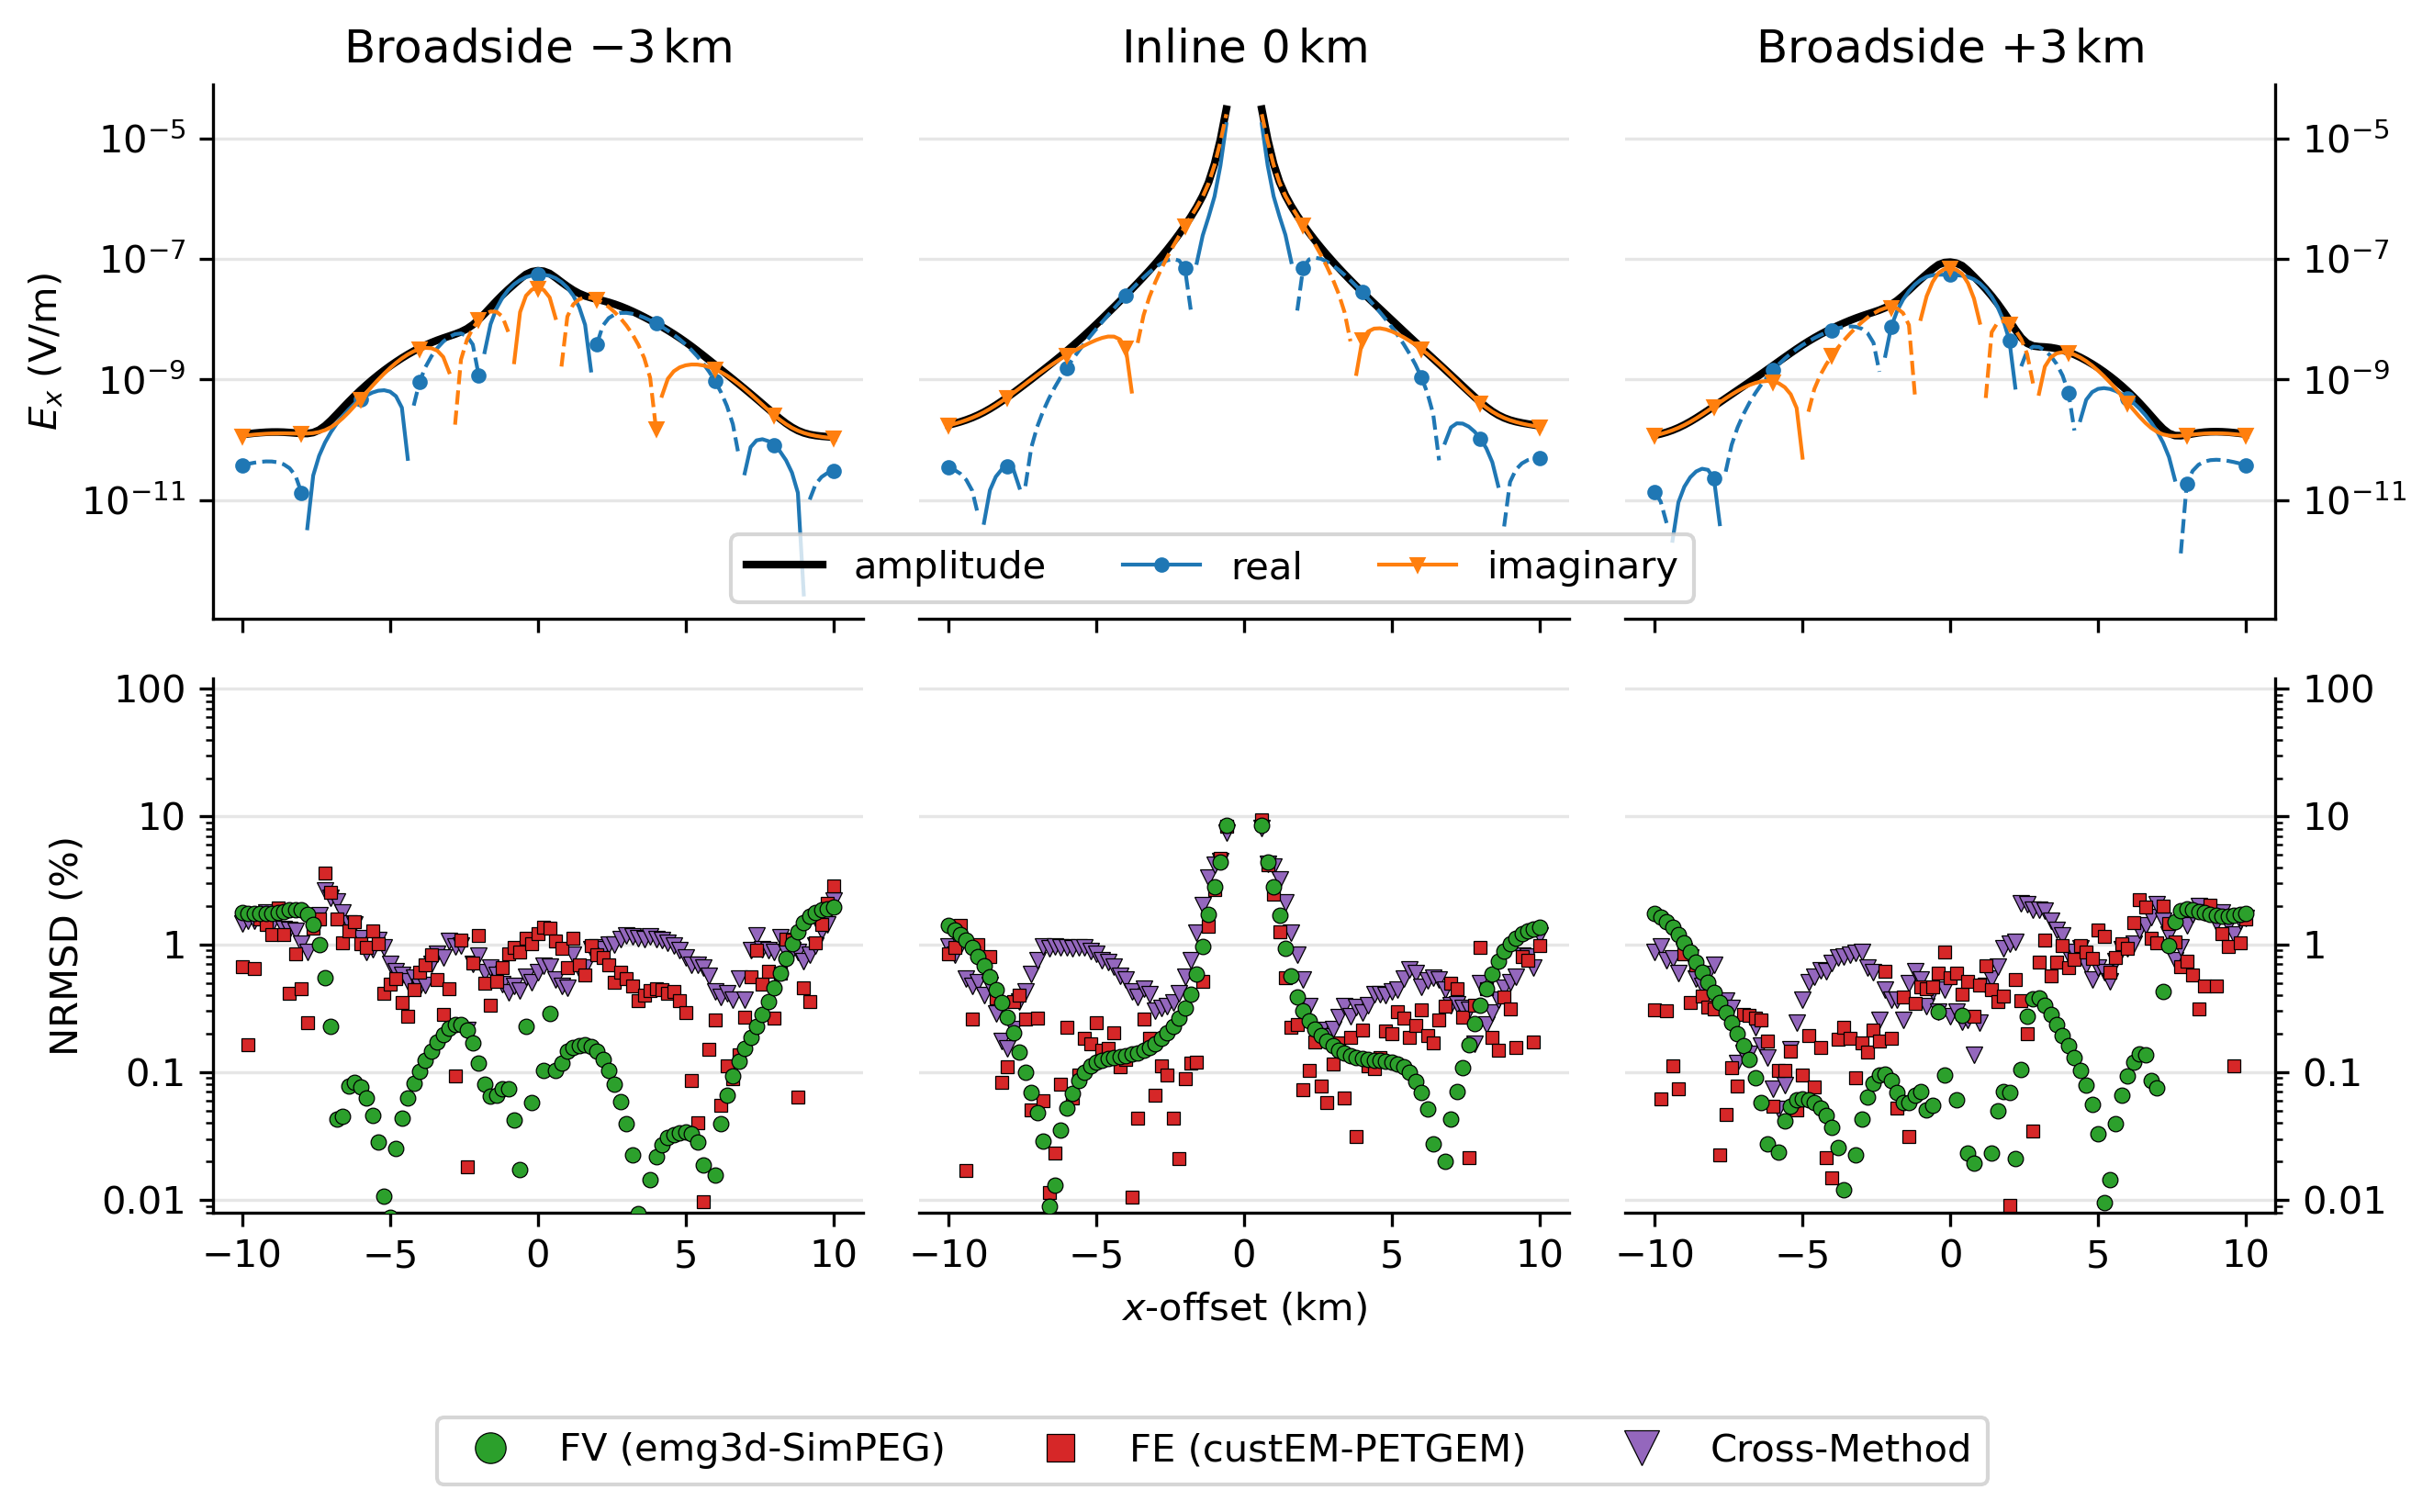 Broadside −3 km
Inline 0 km
Broadside +3 km
10⁻⁵
10⁻⁷
10⁻⁹
10⁻¹¹
Eₓ (V/m)
10⁻⁵
10⁻⁷
10⁻⁹
10⁻¹¹
amplitude
real
imaginary
100
10
1
0.1
0.01
NRMSD (%)
100
10
1
0.1
0.01
−10 −5 0 5 10
−10 −5 0 5 10
−10 −5 0 5 10
x-offset (km)
FV (emg3d-SimPEG)
FE (custEM-PETGEM)
Cross-Method